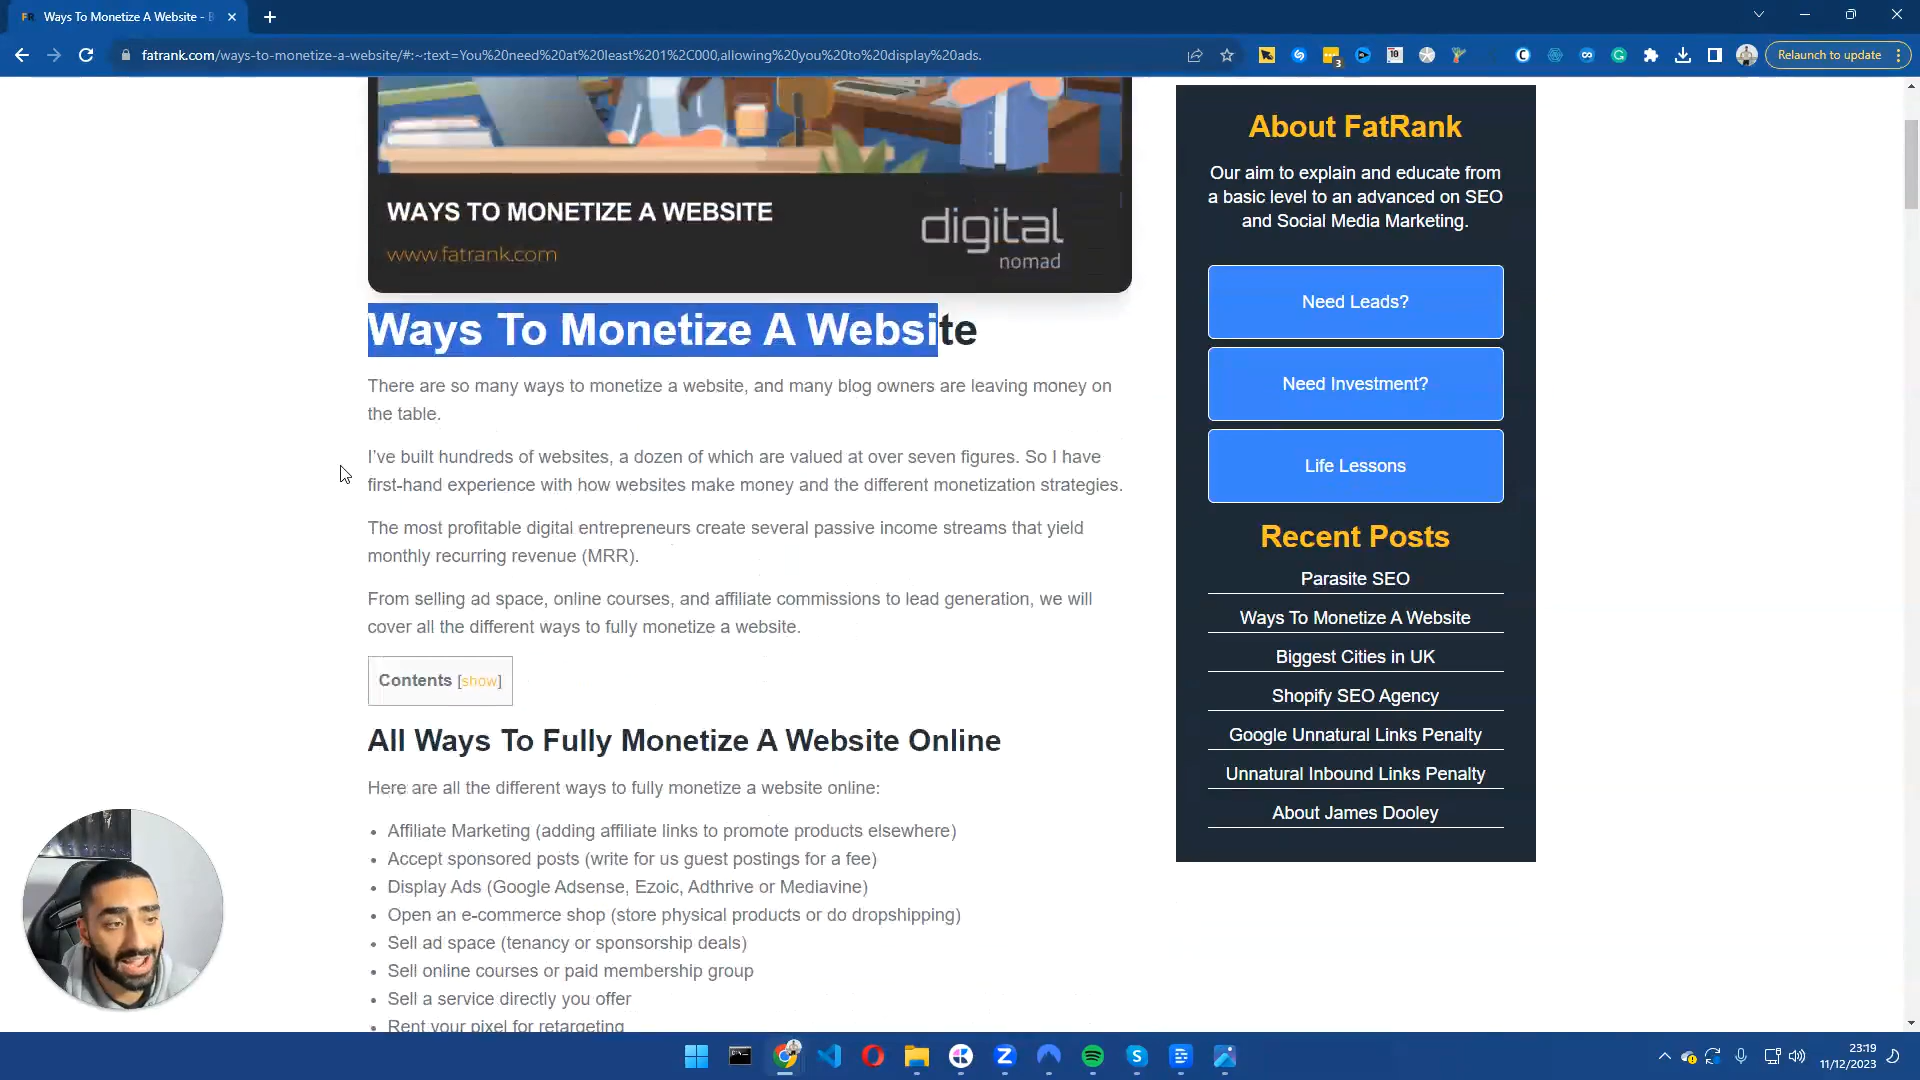 Ways To Monetize A Website - 
fatrank.com/ways-to-monetize-a-website/#:~:text=You%20need%20at%20least%201%2C000,allowing%20you%20to%20display%20ads.
3
10
Relaunch to update
WAYS TO MONETIZE A WEBSITE
www.fatrank.com
digital
nomad
Ways To Monetize A Website
There are so many ways to monetize a website, and many blog owners are leaving money on
the table.
I've built hundreds of websites, a dozen of which are valued at over seven figures. So I have
first-hand experience with how websites make money and the different monetization strategies.
The most profitable digital entrepreneurs create several passive income streams that yield
monthly recurring revenue (MRR).
From selling ad space, online courses, and affiliate commissions to lead generation, we will
cover all the different ways to fully monetize a website.
Contents [show]
All Ways To Fully Monetize A Website Online
Here are all the different ways to fully monetize a website online:
• Affiliate Marketing (adding affiliate links to promote products elsewhere)
• Accept sponsored posts (write for us guest postings for a fee)
• Display Ads (Google Adsense, Ezoic, Adthrive or Mediavine)
• Open an e-commerce shop (store physical products or do dropshipping)
• Sell ad space (tenancy or sponsorship deals)
• Sell online courses or paid membership group
• Sell a service directly you offer
• Rent your pixel for retargeting
About FatRank
Our aim to explain and educate from
a basic level to an advanced on SEO
and Social Media Marketing.
Need Leads?
Need Investment?
Life Lessons
Recent Posts
Parasite SEO
Ways To Monetize A Website
Biggest Cities in UK
Shopify SEO Agency
Google Unnatural Links Penalty
Unnatural Inbound Links Penalty
About James Dooley
23:19
11/12/2023